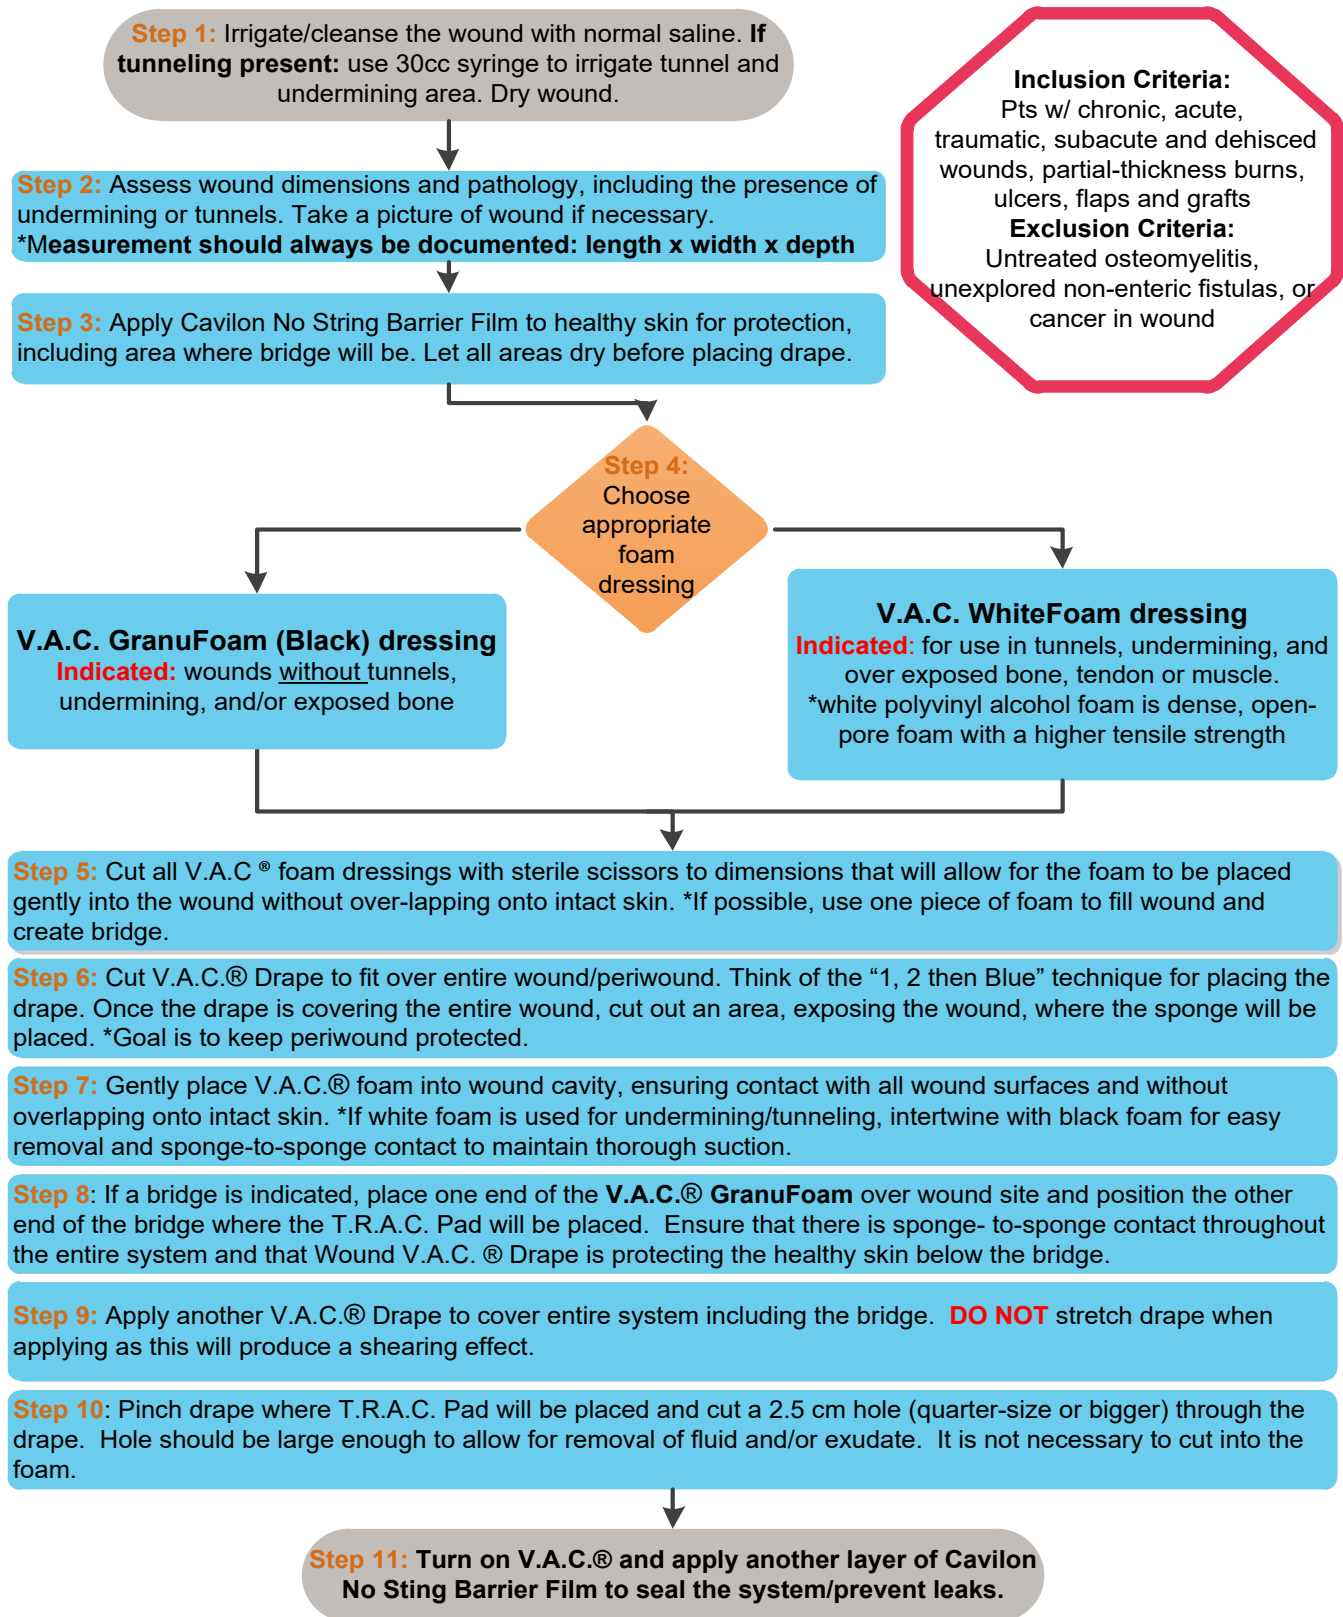 Step 1: Irrigate/cleanse the wound with normal saline. If
tunneling present: use 30cc syringe to irrigate tunnel and
undermining area. Dry wound.
Inclusion Criteria:
Pts w/ chronic, acute,
traumatic, subacute and dehisced
wounds, partial-thickness burns,
ulcers, flaps and grafts
Exclusion Criteria:
Untreated osteomyelitis,
unexplored non-enteric fistulas, or
cancer in wound
Step 2: Assess wound dimensions and pathology, including the presence of
undermining or tunnels. Take a picture of wound if necessary.
*Measurement should always be documented: length x width x depth
Step 3: Apply Cavilon No String Barrier Film to healthy skin for protection,
including area where bridge will be. Let all areas dry before placing drape.
Step 4:
Choose
appropriate
foam
dressing
V.A.C. GranuFoam (Black) dressing
Indicated: wounds without tunnels,
undermining, and/or exposed bone
V.A.C. WhiteFoam dressing
Indicated: for use in tunnels, undermining, and
over exposed bone, tendon or muscle.
*white polyvinyl alcohol foam is dense, open-
pore foam with a higher tensile strength
Step 5: Cut all V.A.C ® foam dressings with sterile scissors to dimensions that will allow for the foam to be placed
gently into the wound without over-lapping onto intact skin. *If possible, use one piece of foam to fill wound and
create bridge.
Step 6: Cut V.A.C.® Drape to fit over entire wound/periwound. Think of the “1, 2 then Blue” technique for placing the
drape. Once the drape is covering the entire wound, cut out an area, exposing the wound, where the sponge will be
placed. *Goal is to keep periwound protected.
Step 7: Gently place V.A.C.® foam into wound cavity, ensuring contact with all wound surfaces and without
overlapping onto intact skin. *If white foam is used for undermining/tunneling, intertwine with black foam for easy
removal and sponge-to-sponge contact to maintain thorough suction.
Step 8: If a bridge is indicated, place one end of the V.A.C.® GranuFoam over wound site and position the other
end of the bridge where the T.R.A.C. Pad will be placed. Ensure that there is sponge- to-sponge contact throughout
the entire system and that Wound V.A.C. ® Drape is protecting the healthy skin below the bridge.
Step 9: Apply another V.A.C.® Drape to cover entire system including the bridge. DO NOT stretch drape when
applying as this will produce a shearing effect.
Step 10: Pinch drape where T.R.A.C. Pad will be placed and cut a 2.5 cm hole (quarter-size or bigger) through the
drape. Hole should be large enough to allow for removal of fluid and/or exudate. It is not necessary to cut into the
foam.
Step 11: Turn on V.A.C.® and apply another layer of Cavilon
No Sting Barrier Film to seal the system/prevent leaks.